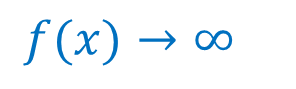 f(x) → ∞